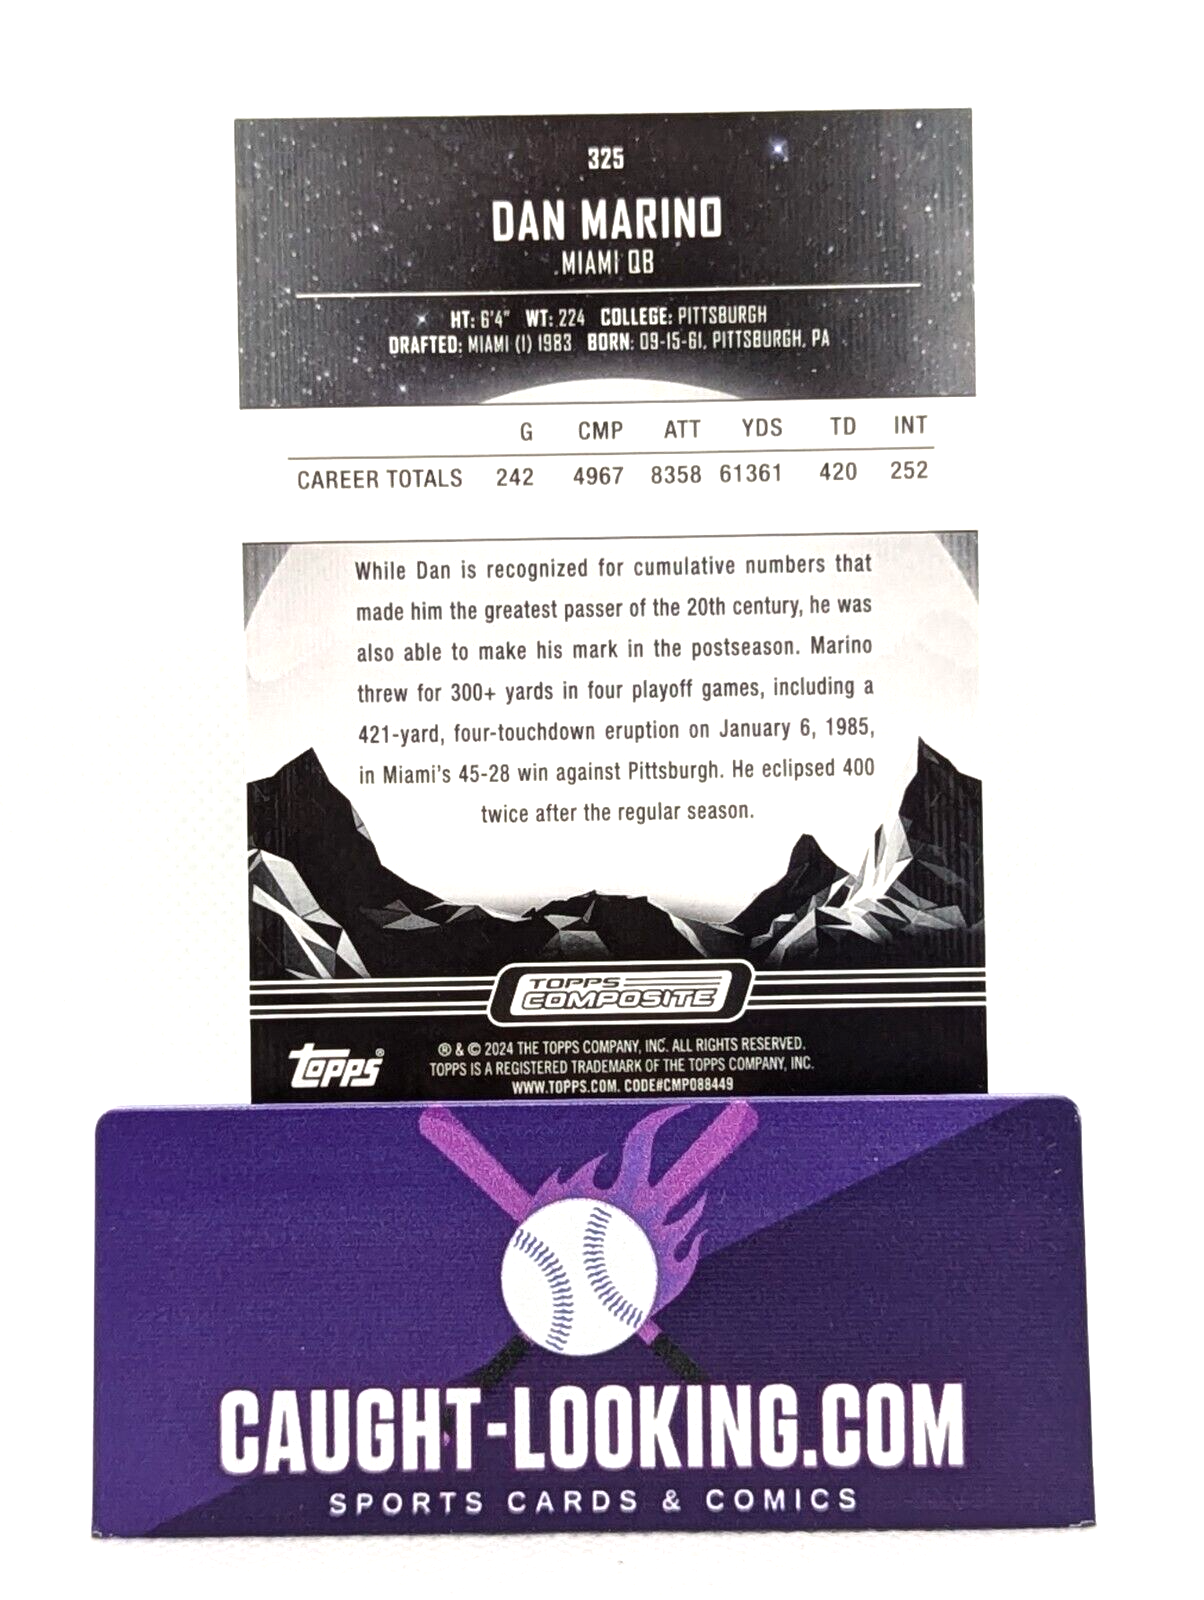 325
DAN MARINO
MIAMI QB
HT: 6'4" WT: 224 COLLEGE: PITTSBURGH
DRAFTED: MIAMI (1) 1983 BORN: 09-15-61, PITTSBURGH, PA
G CMP ATT YDS TD INT
CAREER TOTALS 242 4967 8358 61361 420 252
While Dan is recognized for cumulative numbers that
made him the greatest passer of the 20th century, he was
also able to make his mark in the postseason. Marino
threw for 300+ yards in four playoff games, including a
421-yard, four-touchdown eruption on January 6, 1985,
in Miami's 45-28 win against Pittsburgh. He eclipsed 400
twice after the regular season.
TOPPS
COMPOSITE
topps®
® & © 2024 THE TOPPS COMPANY, INC. ALL RIGHTS RESERVED.
TOPPS IS A REGISTERED TRADEMARK OF THE TOPPS COMPANY, INC.
WWW.TOPPS.COM. CODE#CMP088449
CAUGHT-LOOKING.COM
SPORTS CARDS & COMICS